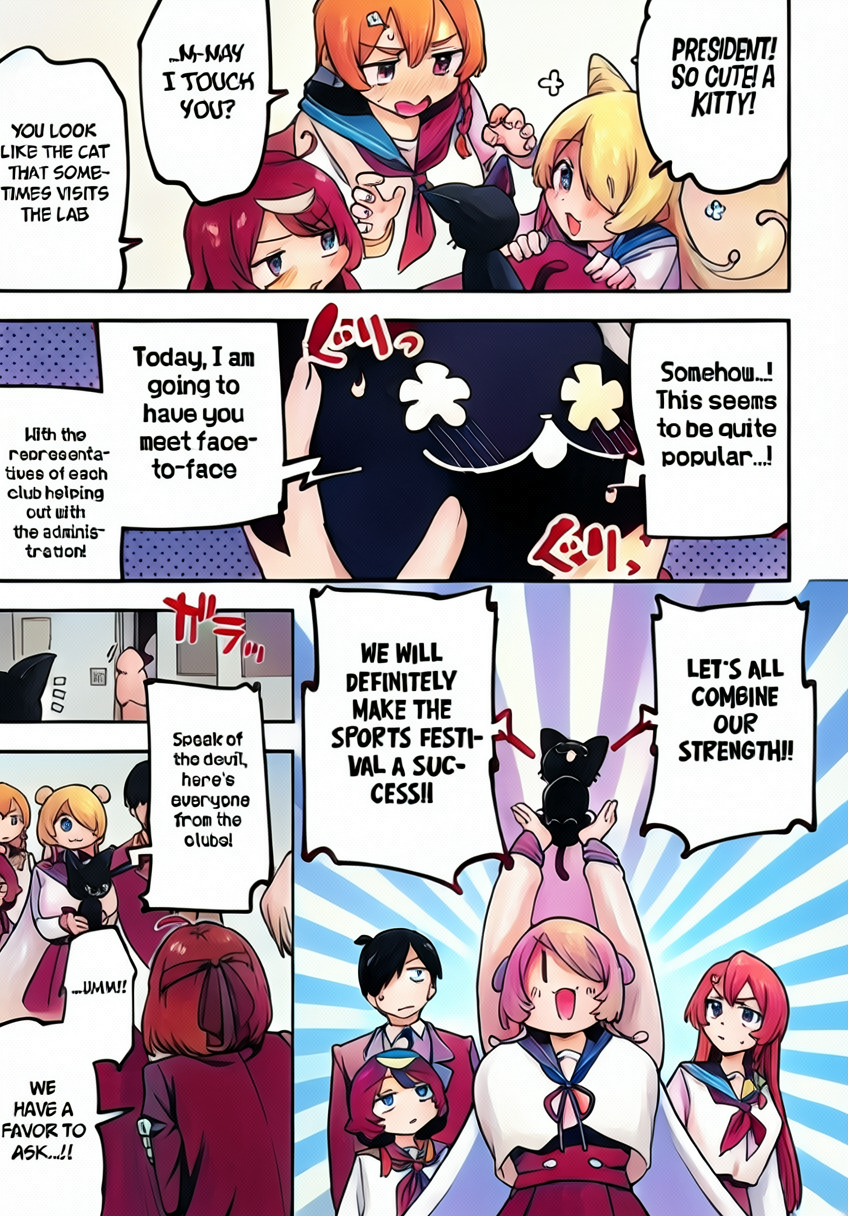 PRESIDENT!
SO CUTE! A
KITTY!
...M-MAY
I TOUCH
YOU?
YOU LOOK
LIKE THE CAT
THAT SOME-
TIMES VISITS
THE LAB
Somehow...!
This seems
to be quite
popular...!
ぐりっ
ぐりっ
Today, I am
going to
have you
meet face-
to-face
With the
representa-
tives of each
club helping
out with
the adminis-
tration!
LET'S ALL
COMBINE
OUR
STRENGTH!!
WE WILL
DEFINITELY
MAKE THE
SPORTS FESTI-
VAL A SUC-
CESS!!
ガラッ
Speak of
the devil,
here's
everyone
from the
clubs!
...UMM!!
WE
HAVE A
FAVOR TO
ASK...!!